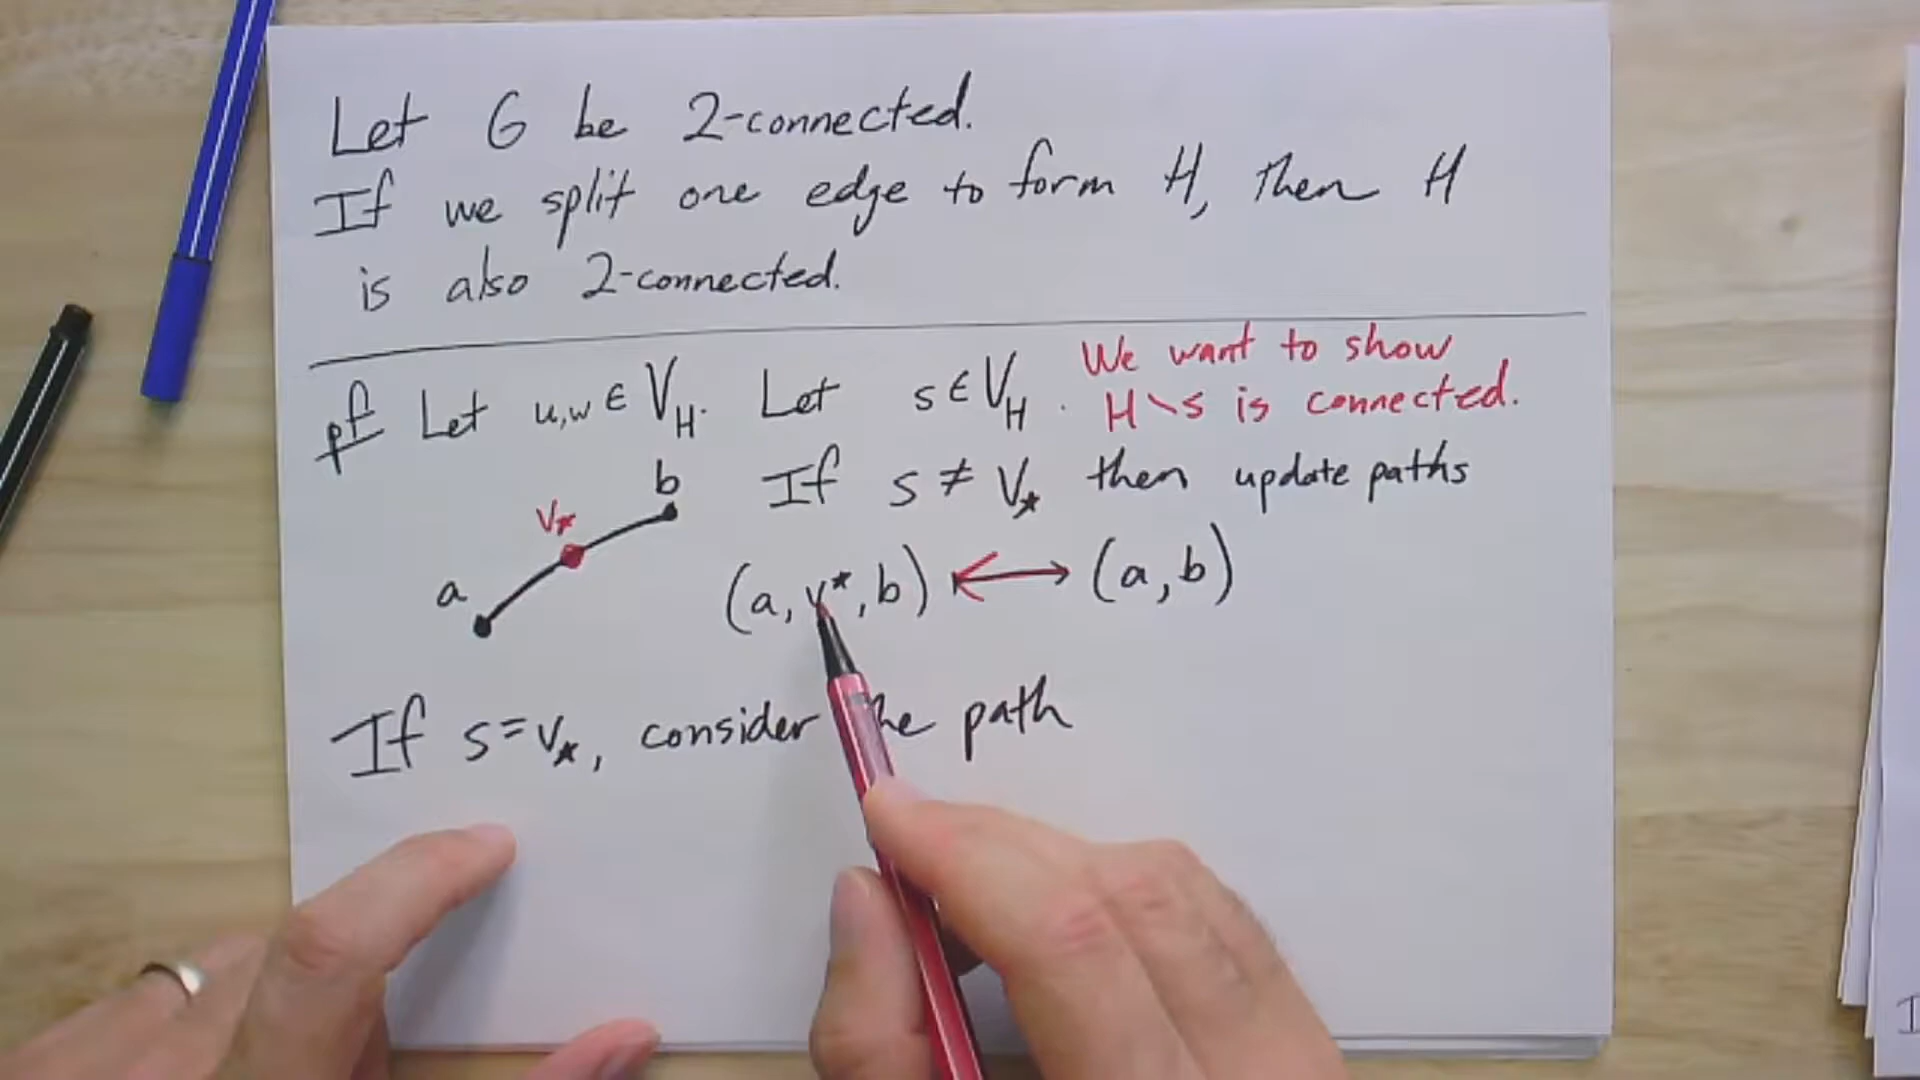 Let G be 2-connected.
If we split one edge to form H, then H
is also 2-connected.
pf Let u,w ∈ V_H. Let s ∈ V_H.
We want to show
H∖s is connected.
If s ≠ V⋆ then update paths
a
V⋆
b
(a, v*, b) ⟷ (a, b)
If s = v⋆, consider he path